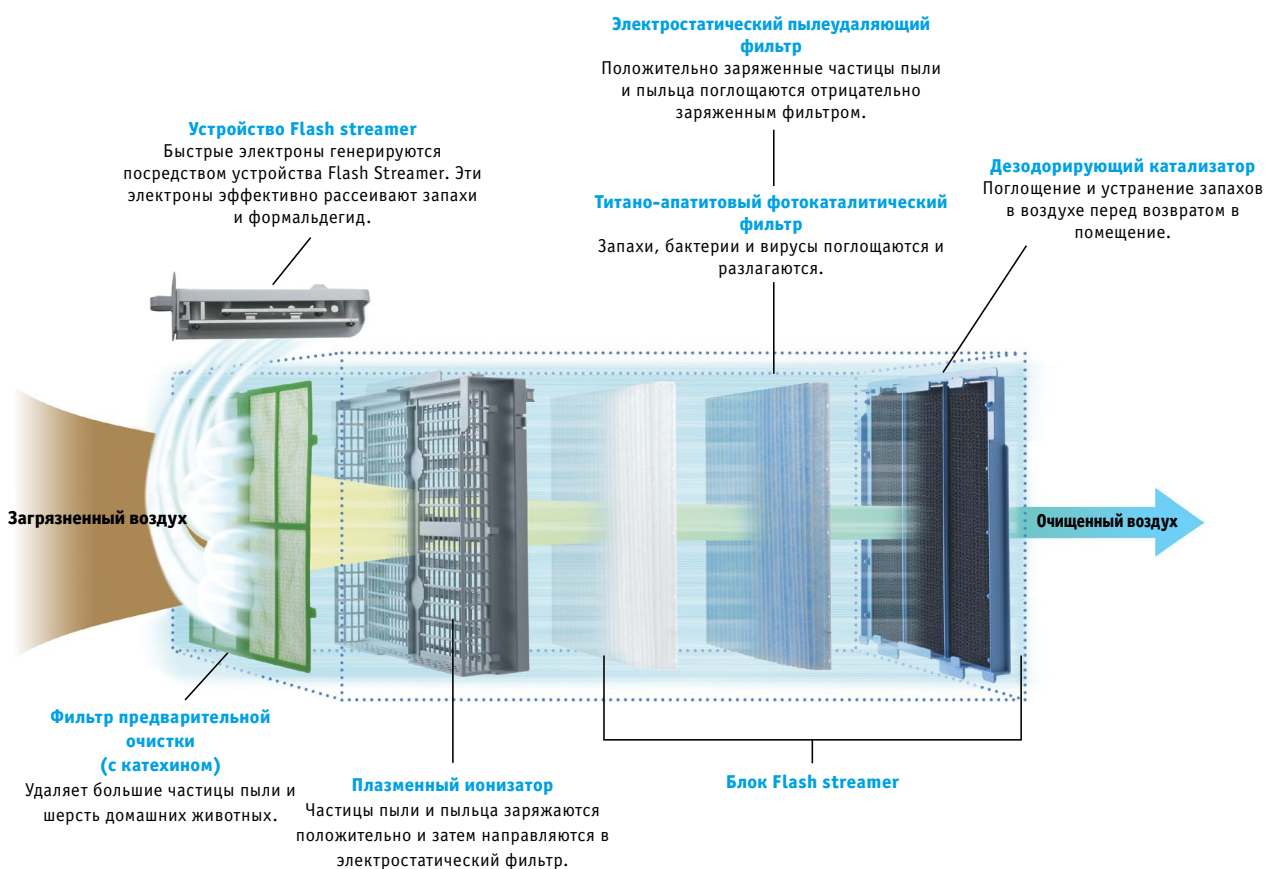 Электростатический пылеудаляющий
фильтр
Положительно заряженные частицы пыли
и пыльца поглощаются отрицательно
заряженным фильтром.
Устройство Flash streamer
Быстрые электроны генерируются
посредством устройства Flash Streamer. Эти
электроны эффективно рассеивают запахи
и формальдегид.
Дезодорирующий катализатор
Поглощение и устранение запахов
в воздухе перед возвратом в
помещение.
Титано-апатитовый фотокаталитический
фильтр
Запахи, бактерии и вирусы поглощаются и
разлагаются.
Загрязненный воздух
Очищенный воздух
Фильтр предварительной
очистки
(с катехином)
Удаляет большие частицы пыли и
шерсть домашних животных.
Плазменный ионизатор
Частицы пыли и пыльца заряжаются
положительно и затем направляются в
электростатический фильтр.
Блок Flash streamer